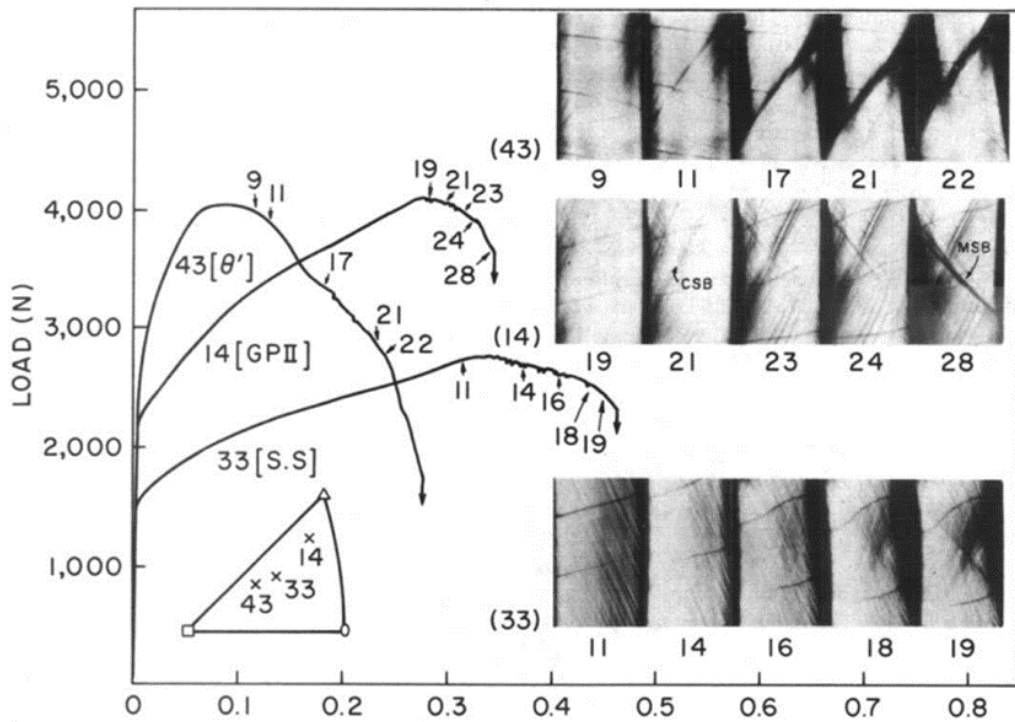 5,000
4,000
3,000
2,000
1,000
0
LOAD (N)
0 0.1 0.2 0.3 0.4 0.5 0.6 0.7 0.8
43[θ']
9
11
17
21
22
14[GPII]
19
21
23
24
28
33[S.S]
11
14
16
18
19
14
33
43
(43)
9 11 17 21 22
(14)
CSB
MSB
19 21 23 24 28
(33)
11 14 16 18 19